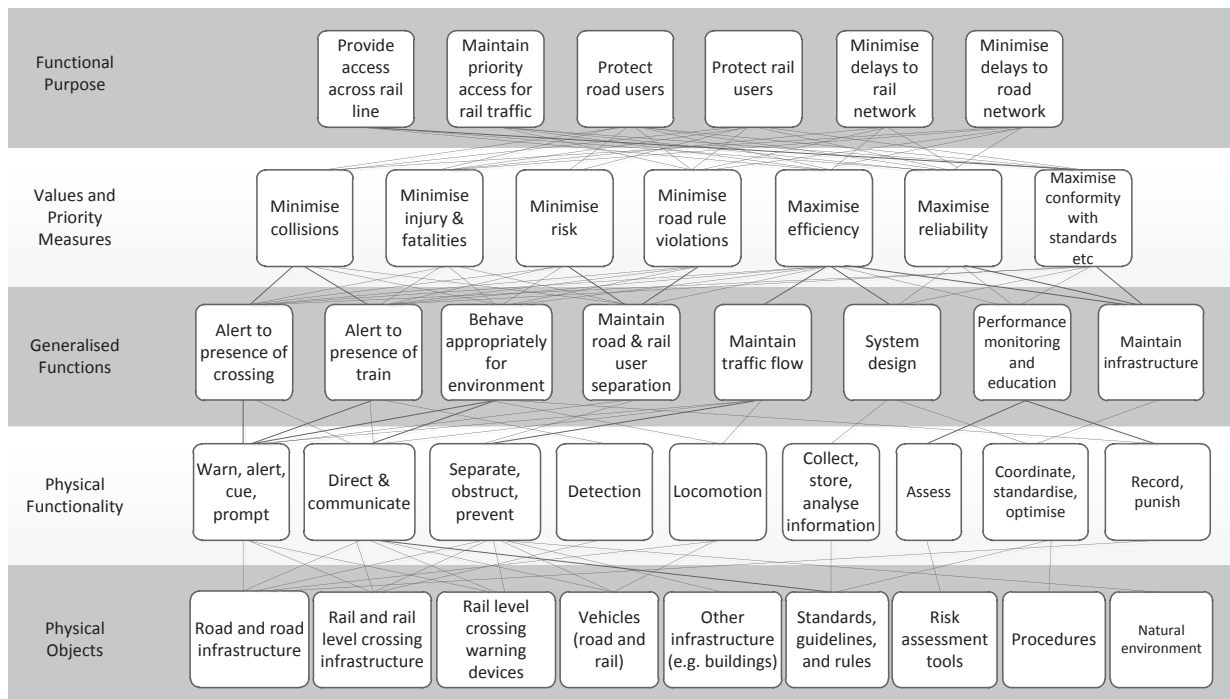 Functional
Purpose
Provide
access
across rail
line
Maintain
priority
access for
rail traffic
Protect
road users
Protect rail
users
Minimise
delays to
rail
network
Minimise
delays to
road
network
Values and
Priority
Measures
Minimise
collisions
Minimise
injury &
fatalities
Minimise
risk
Minimise
road rule
violations
Maximise
efficiency
Maximise
reliability
Maximise
conformity
with
standards
etc
Generalised
Functions
Alert to
presence of
crossing
Alert to
presence of
train
Behave
appropriately
for
environment
Maintain
road & rail
user
separation
Maintain
traffic flow
System
design
Performance
monitoring
and
education
Maintain
infrastructure
Physical
Functionality
Warn, alert,
cue,
prompt
Direct &
communicate
Separate,
obstruct,
prevent
Detection
Locomotion
Collect,
store,
analyse
information
Assess
Coordinate,
standardise,
optimise
Record,
punish
Physical
Objects
Road and road
infrastructure
Rail and rail
level crossing
infrastructure
Rail level
crossing
warning
devices
Vehicles
(road and
rail)
Other
infrastructure
(e.g. buildings)
Standards,
guidelines,
and rules
Risk
assessment
tools
Procedures
Natural
environment